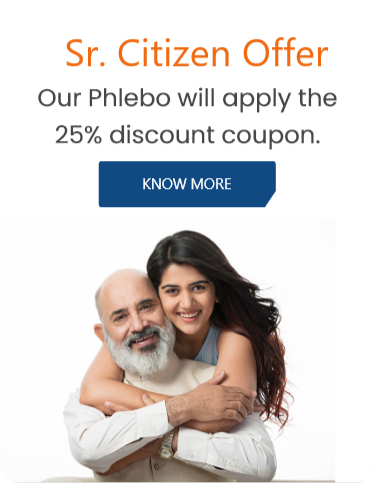 Sr. Citizen Offer
Our Phlebo will apply the
25% discount coupon.
KNOW MORE